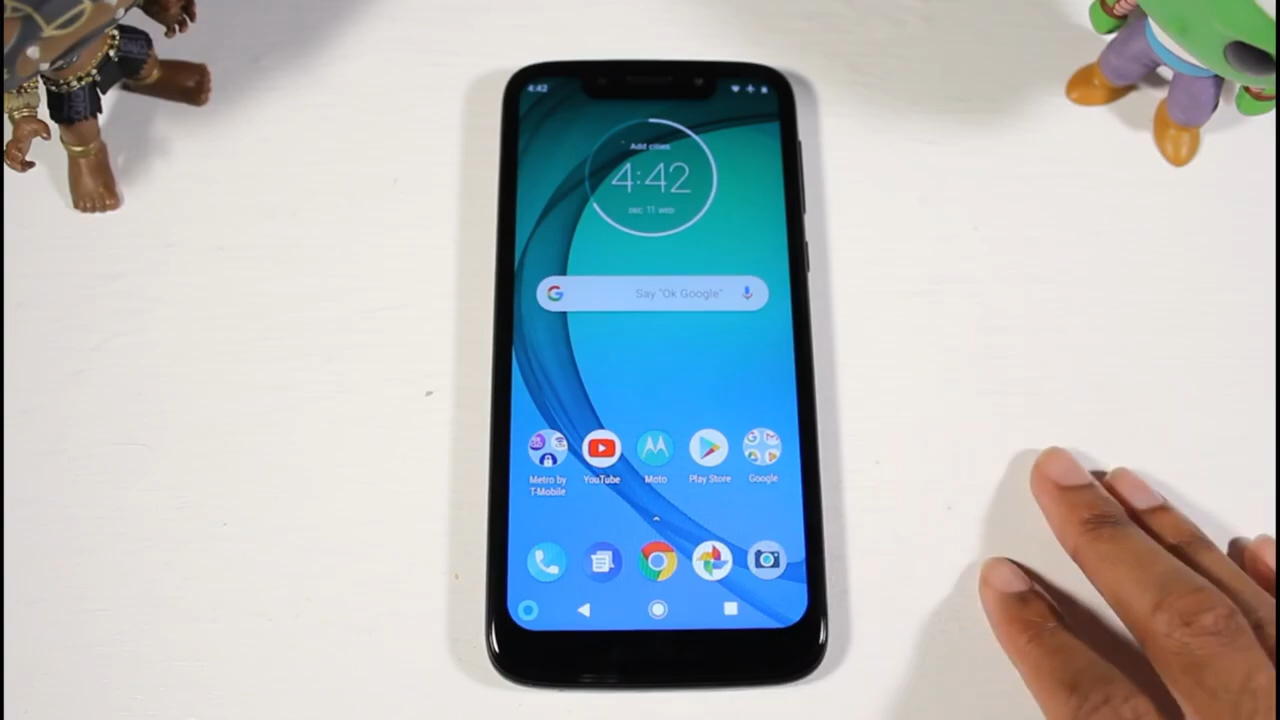 4:42
Add cities
4:42
DEC 11 WED
Say "Ok Google"
Metro by
T-Mobile
YouTube
Moto
Play Store
Google